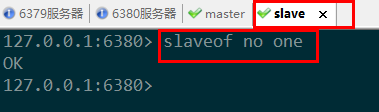 6379服务器 6380服务器 master slave ×
127.0.0.1:6380> slaveof no one
OK
127.0.0.1:6380>